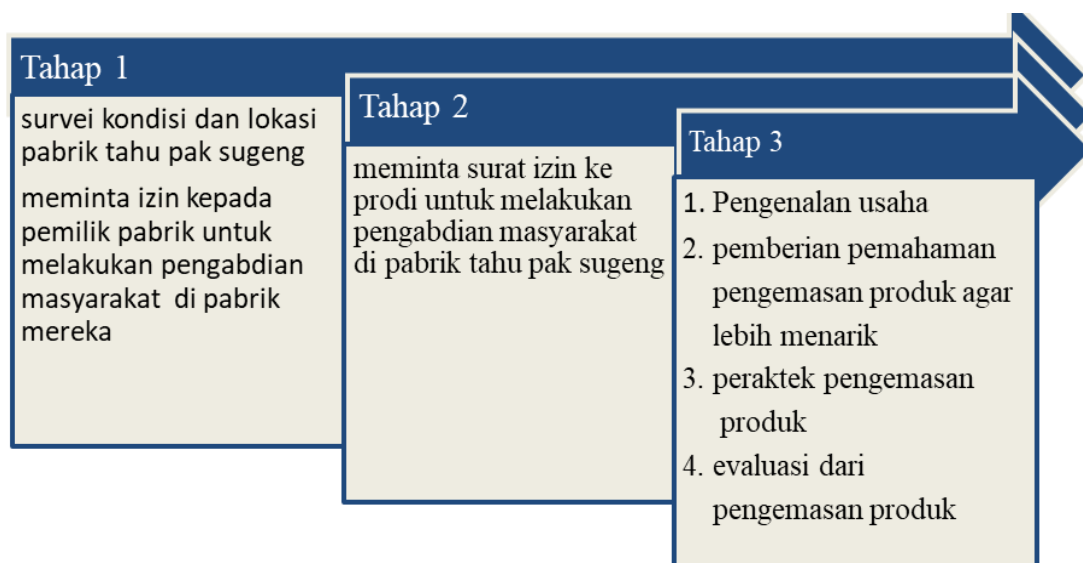 Tahap 1
survei kondisi dan lokasi
pabrik tahu pak sugeng
meminta izin kepada
pemilik pabrik untuk
melakukan pengabdian
masyarakat di pabrik
mereka
Tahap 2
meminta surat izin ke
prodi untuk melakukan
pengabdian masyarakat
di pabrik tahu pak sugeng
Tahap 3
1. Pengenalan usaha
2. pemberian pemahaman
pengemasan produk agar
lebih menarik
3. peraktek pengemasan
produk
4. evaluasi dari
pengemasan produk